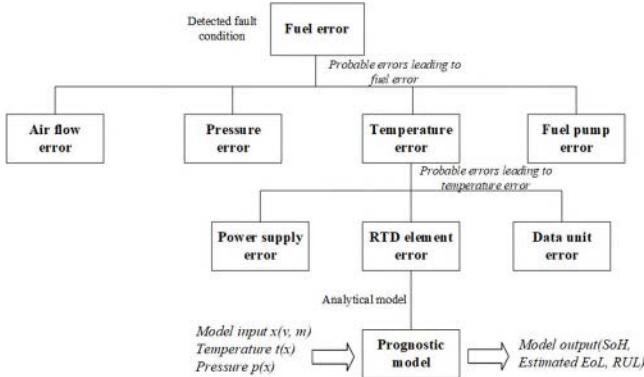 Detected fault
condition
Fuel error
Probable errors leading to
fuel error
Air flow
error
Pressure
error
Temperature
error
Fuel pump
error
Probable errors leading to
temperature error
Power supply
error
RTD element
error
Data unit
error
Analytical model
Model input x(v, m)
Temperature t(x)
Pressure p(x)
Prognostic
model
Model output(SoH,
Estimated EoL, RUL)